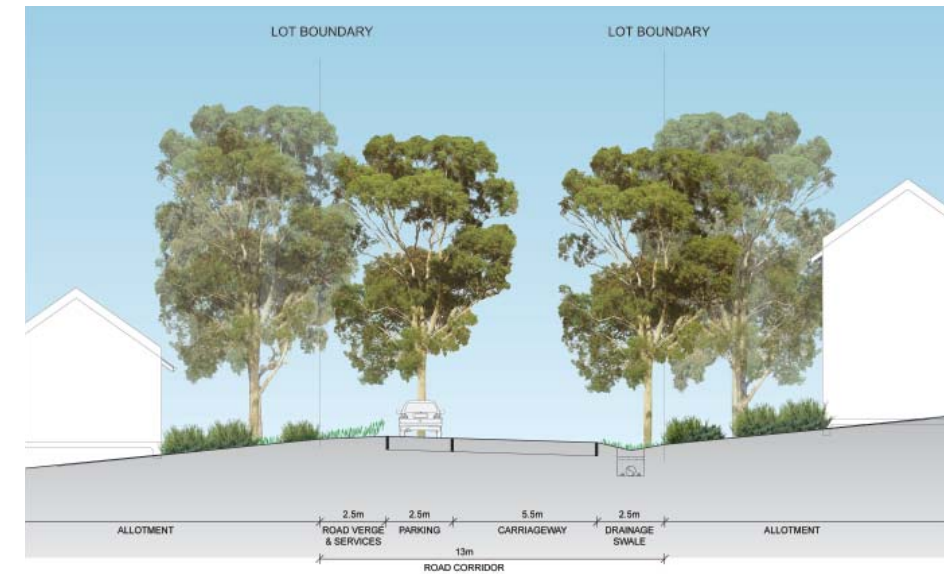 LOT BOUNDARY LOT BOUNDARY
2.5m 2.5m 5.5m 2.5m
ALLOTMENT ROAD VERGE PARKING CARRIAGEWAY DRAINAGE ALLOTMENT
& SERVICES SWALE
13m
ROAD CORRIDOR